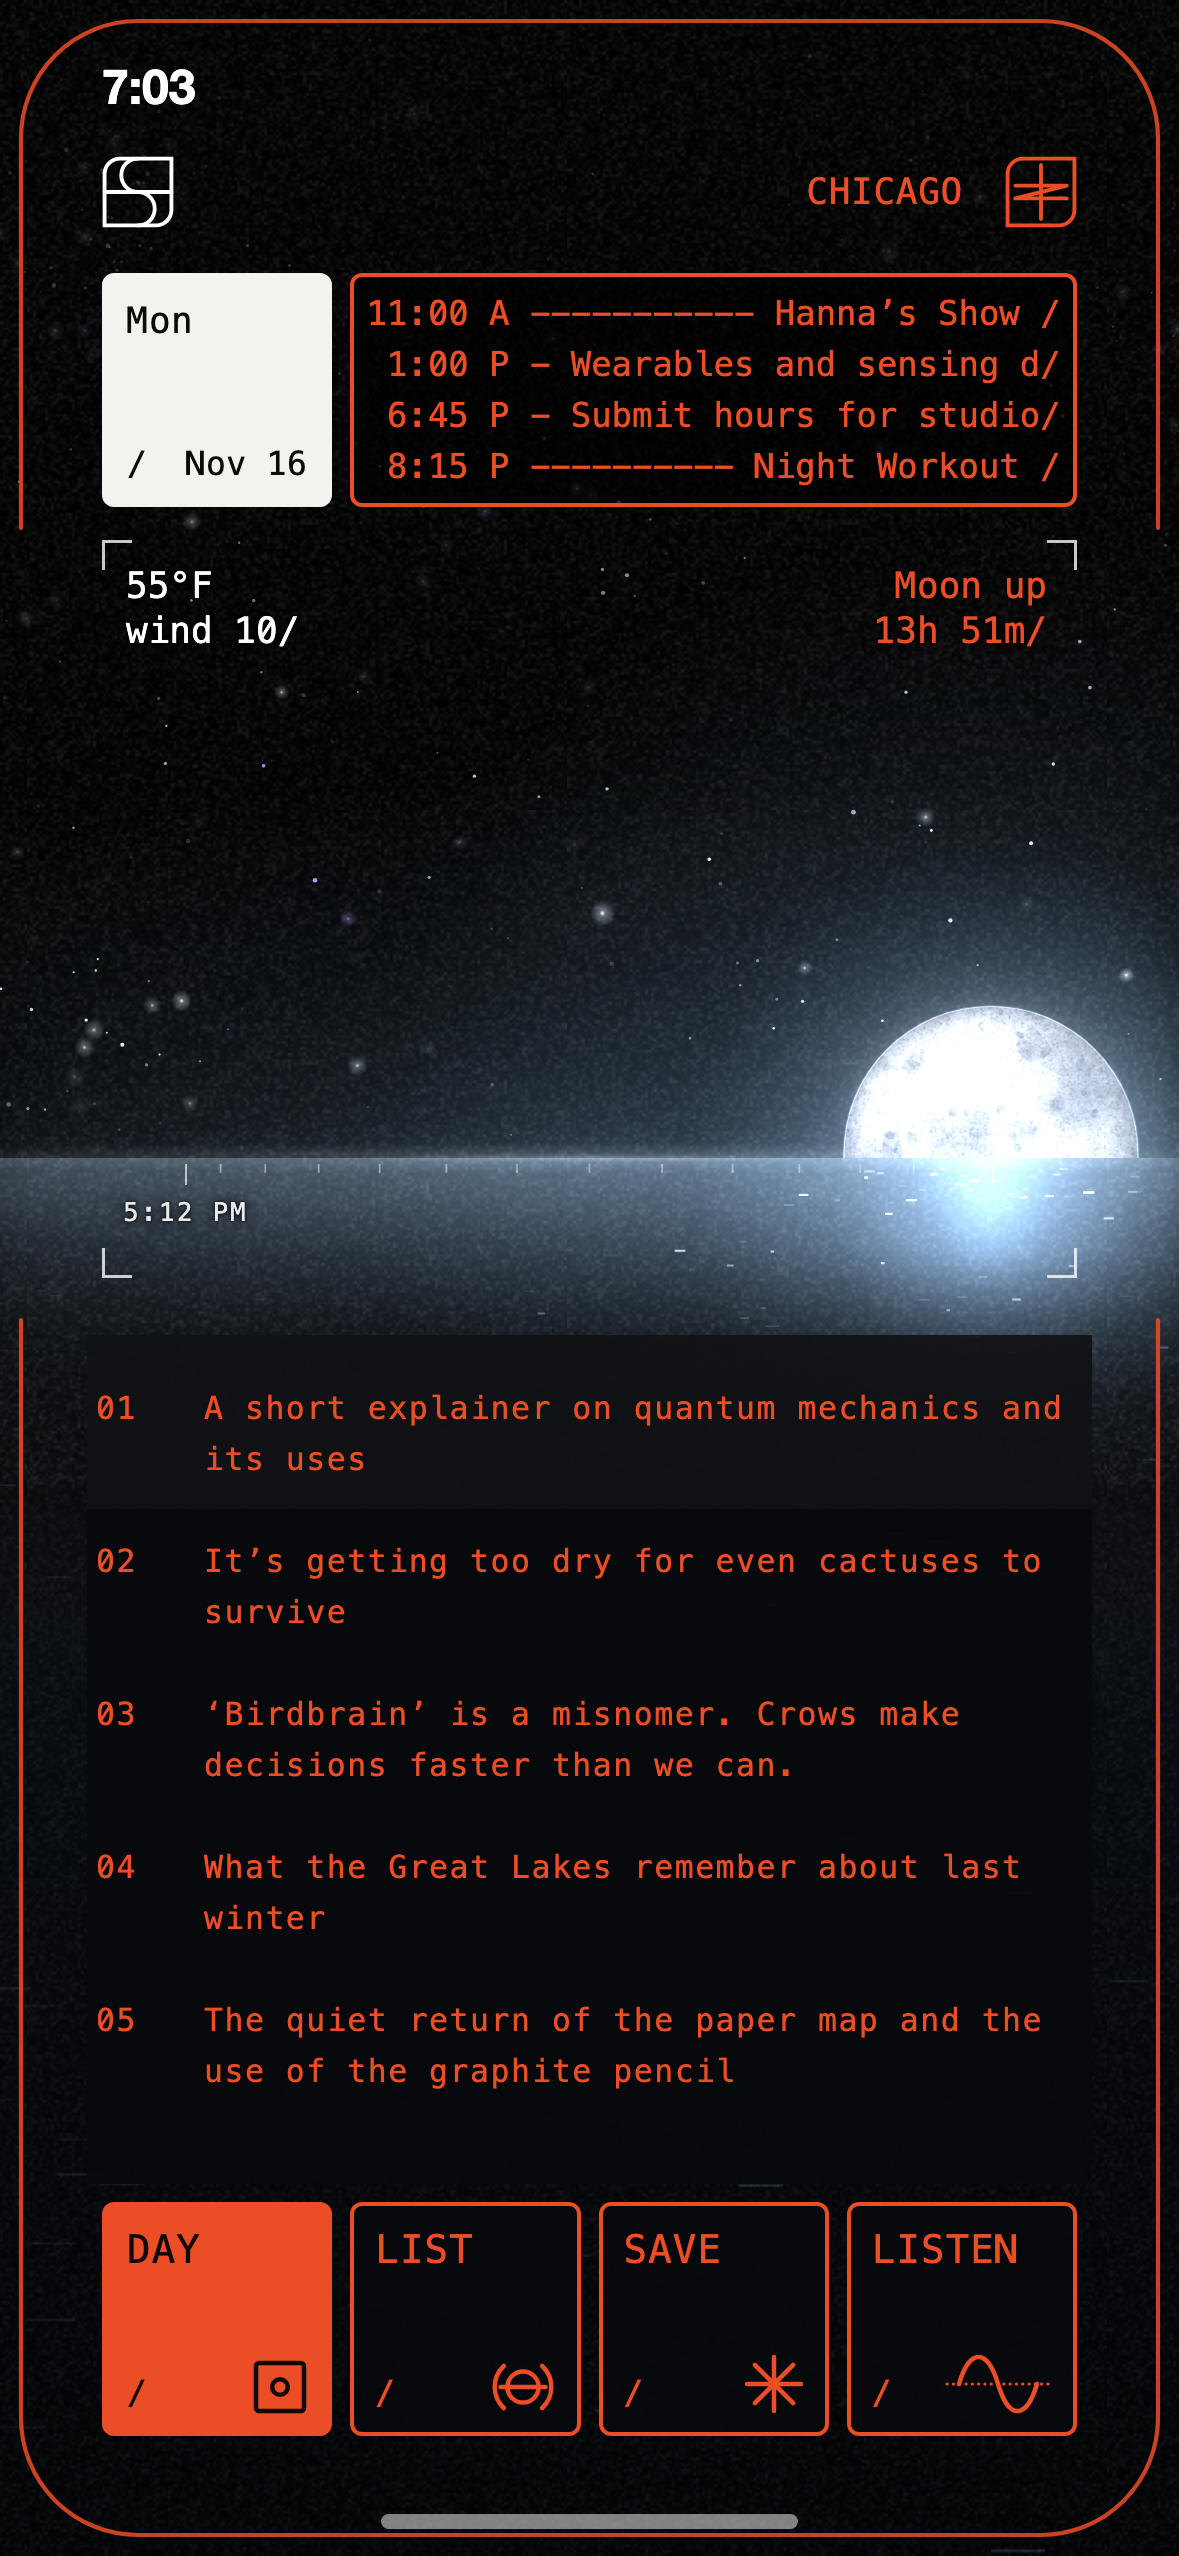 7:03
CHICAGO
Mon
/ Nov 16
11:00 A ——————————— Hanna’s Show /
1:00 P — Wearables and sensing d/
6:45 P — Submit hours for studio/
8:15 P —————————— Night Workout /
55°F
wind 10/
Moon up
13h 51m/
5:12 PM
01 A short explainer on quantum mechanics and
its uses
02 It’s getting too dry for even cactuses to
survive
03 ‘Birdbrain’ is a misnomer. Crows make
decisions faster than we can.
04 What the Great Lakes remember about last
winter
05 The quiet return of the paper map and the
use of the graphite pencil
DAY
/
LIST
/
SAVE
/
LISTEN
/